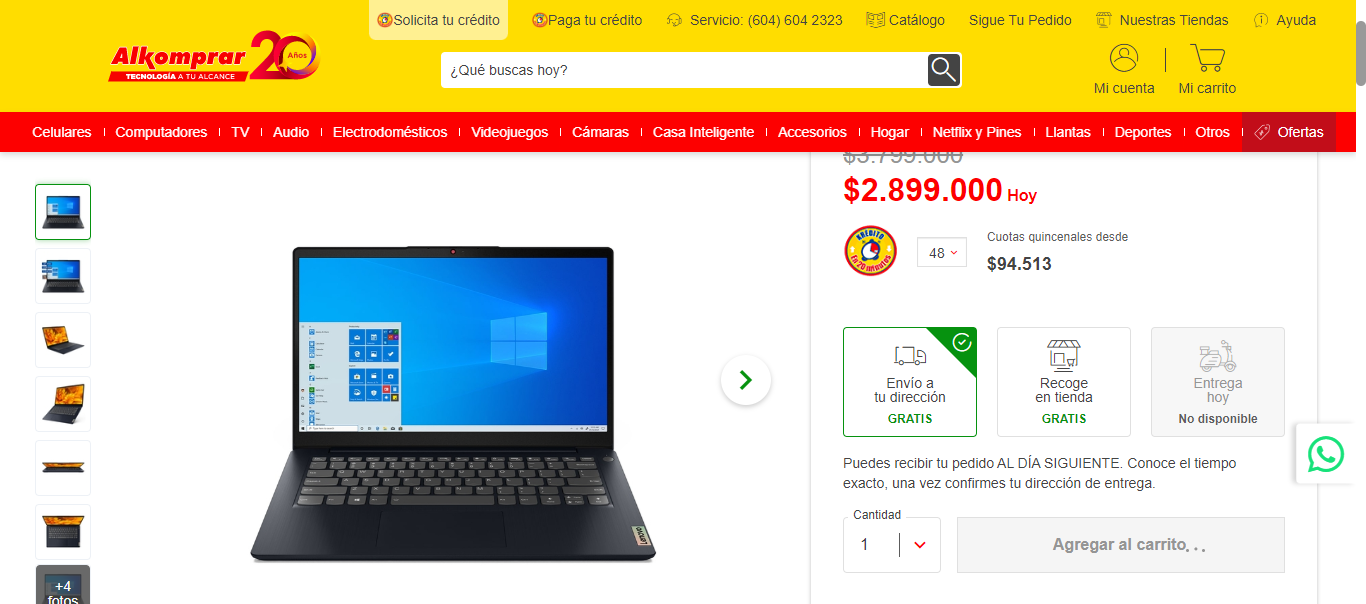 Solicita tu crédito
Paga tu crédito
Servicio: (604) 604 2323
Catálogo
Sigue Tu Pedido
Nuestras Tiendas
Ayuda
Alkomprar
TECNOLOGÍA A TU ALCANCE
20
Años
¿Qué buscas hoy?
Mi cuenta
Mi carrito
Celulares
Computadores
TV
Audio
Electrodomésticos
Videojuegos
Cámaras
Casa Inteligente
Accesorios
Hogar
Netflix y Pines
Llantas
Deportes
Otros
Ofertas
$3.799.000
$2.899.000 Hoy
KREDITO
En 20 minutos
48
Cuotas quincenales desde
$94.513
Envío a
tu dirección
GRATIS
Recoge
en tienda
GRATIS
Entrega
hoy
No disponible
Puedes recibir tu pedido AL DÍA SIGUIENTE. Conoce el tiempo
exacto, una vez confirmes tu dirección de entrega.
Cantidad
1
Agregar al carrito...
Lenovo
+4
fotos